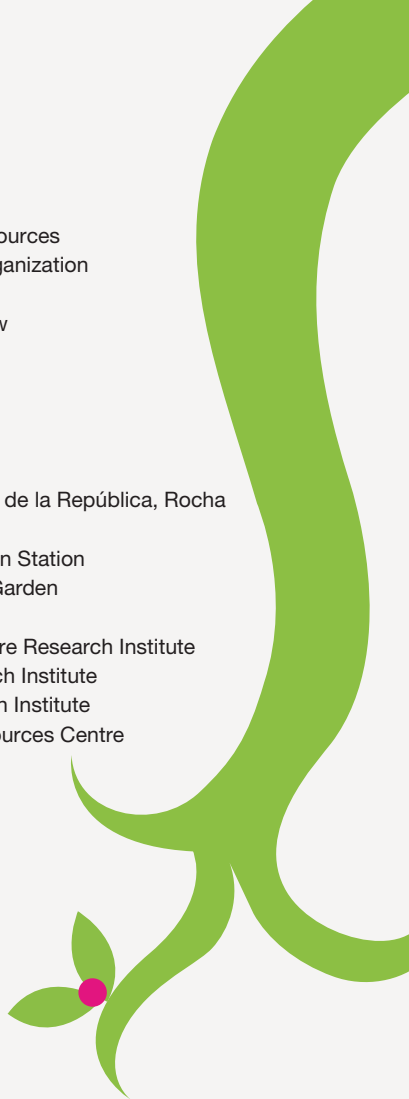 ources
ganization
w
de la República, Rocha
n Station
Garden
re Research Institute
ch Institute
n Institute
ources Centre